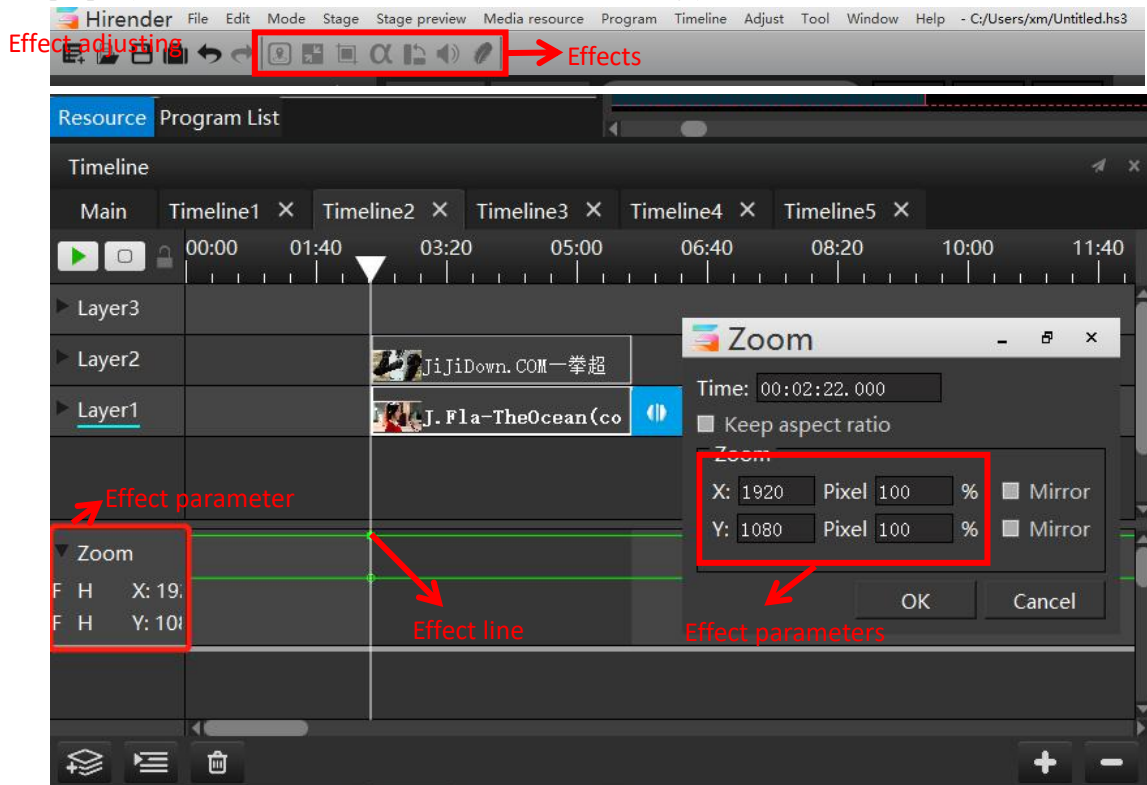 Hirender File Edit Mode Stage Stage preview Media resource Program Timeline Adjust Tool Window Help - C:/Users/xm/Untitled.hs3
Effect adjusting
α
Effects
Resource Program List
Timeline
Main Timeline1 Timeline2 Timeline3 Timeline4 Timeline5
00:00 01:40 03:20 05:00 06:40 08:20 10:00 11:40
Layer3
Layer2 JiJiDown.COM一拳超
Layer1 J.Fla-TheOcean(co
Zoom
Time: 00:02:22.000
Keep aspect ratio
Zoom
X: 1920 Pixel 100 % Mirror
Y: 1080 Pixel 100 % Mirror
OK Cancel
Effect parameter
Zoom
F H X: 19
F H Y: 108
Effect line
Effect parameters